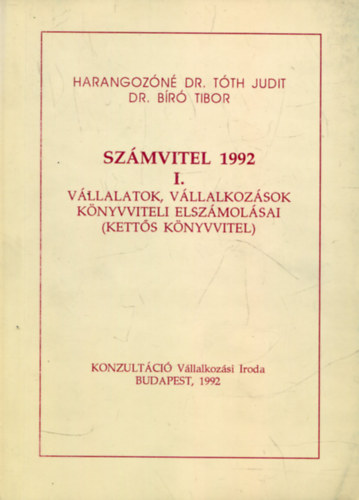 HARANGOZÓNÉ DR. TÓTH JUDIT
DR. BÍRÓ TIBOR
SZÁMVITEL 1992
I.
VÁLLALATOK, VÁLLALKOZÁSOK
KÖNYVVITELI ELSZÁMOLÁSAI
(KETTŐS KÖNYVVITEL)
KONZULTÁCIÓ Vállalkozási Iroda
BUDAPEST, 1992